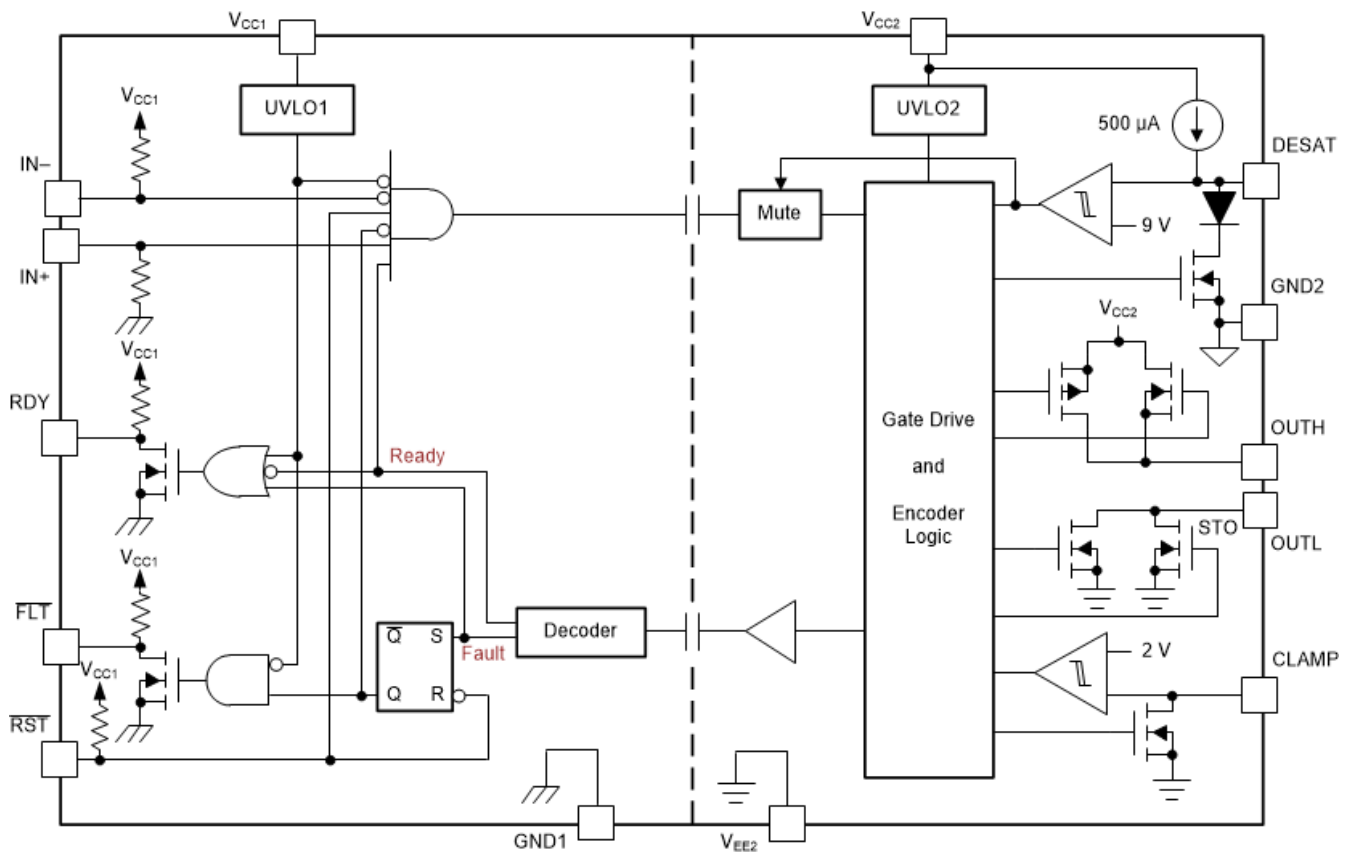 VCC1
VCC2
UVLO1
UVLO2
VCC1
500 µA
DESAT
IN–
Mute
9 V
IN+
GND2
VCC1
VCC2
RDY
Gate Drive
and
Encoder
Logic
OUTH
Ready
STO
OUTL
VCC1
FLT
Q S
Decoder
Fault
2 V
CLAMP
VCC1
Q R
RST
GND1
VEE2